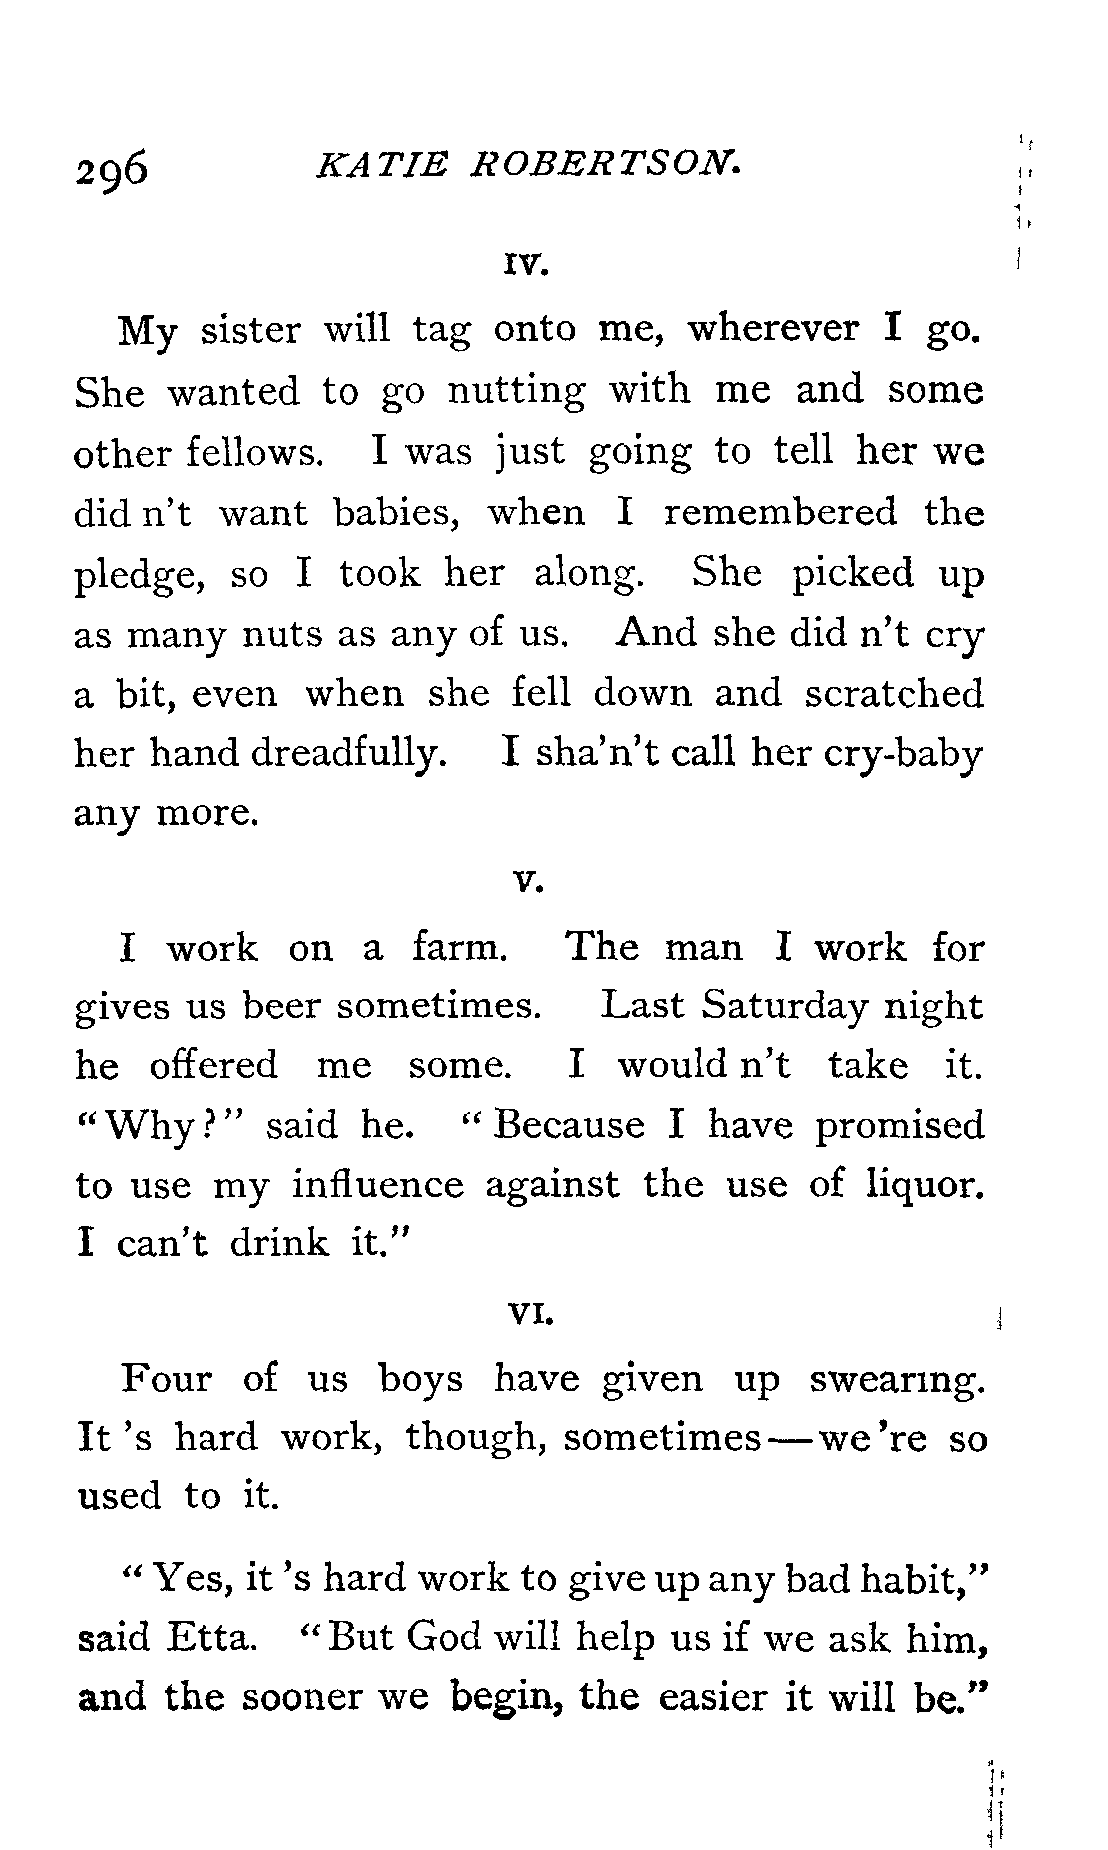 296 KATIE ROBERTSON.
IV.
My sister will tag onto me, wherever I go.
She wanted to go nutting with me and some
other fellows. I was just going to tell her we
did n't want babies, when I remembered the
pledge, so I took her along. She picked up
as many nuts as any of us. And she did n't cry
a bit, even when she fell down and scratched
her hand dreadfully. I sha'n't call her cry-baby
any more.
V.
I work on a farm. The man I work for
gives us beer sometimes. Last Saturday night
he offered me some. I would n't take it.
"Why?" said he. "Because I have promised
to use my influence against the use of liquor.
I can't drink it."
VI.
Four of us boys have given up swearing.
It 's hard work, though, sometimes—we 're so
used to it.
"Yes, it 's hard work to give up any bad habit,"
said Etta. "But God will help us if we ask him,
and the sooner we begin, the easier it will be."